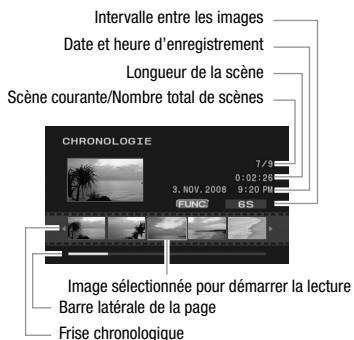 Intervalle entre les images
Date et heure d'enregistrement
Longueur de la scène
Scène courante/Nombre total de scènes
CHRONOLOGIE
7/9
0:02:26
3.NOV.2008 9:20 PM
FUNC. 6S
Image sélectionnée pour démarrer la lecture
Barre latérale de la page
Frise chronologique